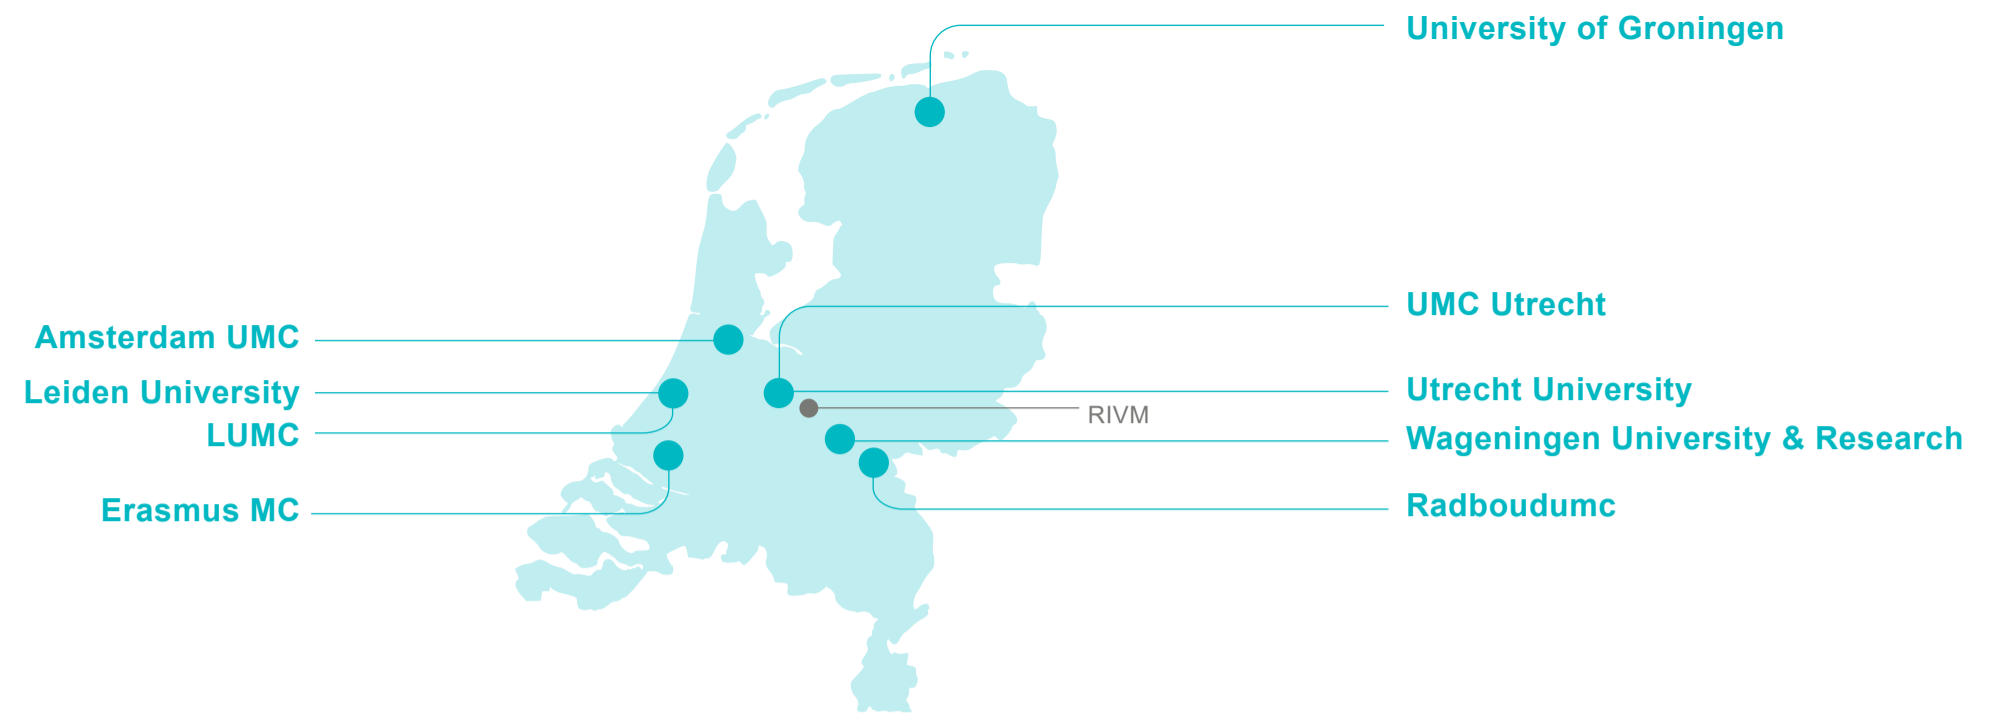 University of Groningen
Amsterdam UMC
Leiden University
LUMC
Erasmus MC
UMC Utrecht
Utrecht University
RIVM
Wageningen University & Research
Radboudumc